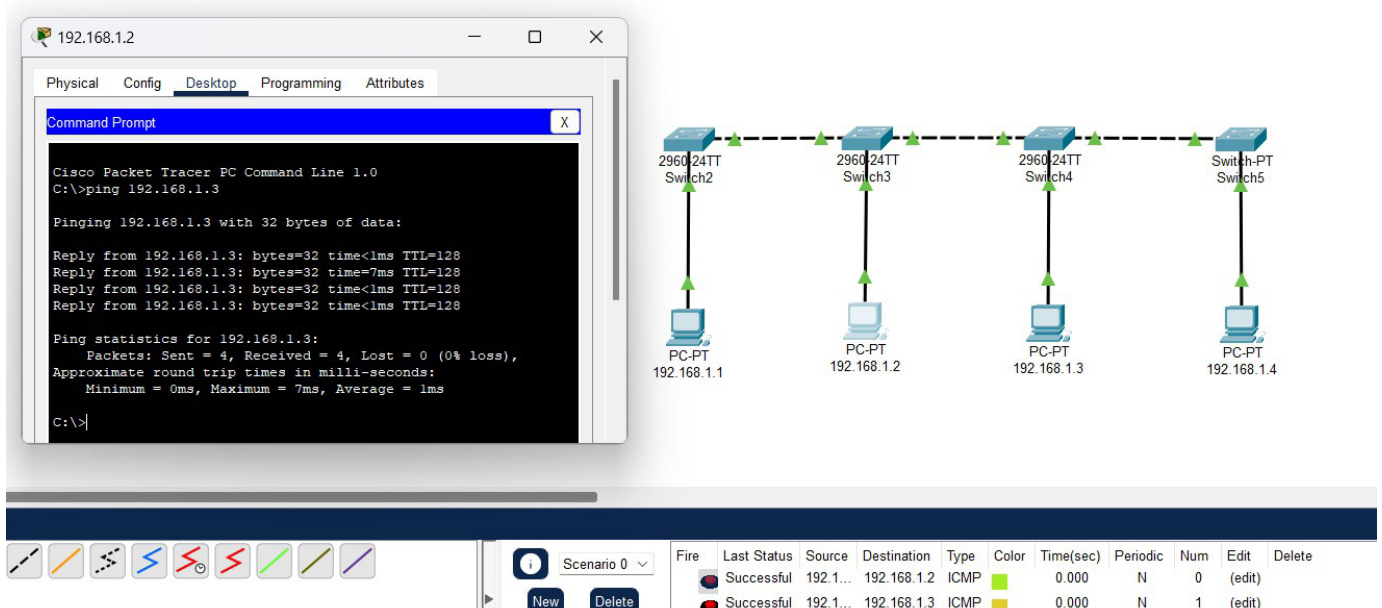 192.168.1.2
Physical Config Desktop Programming Attributes
Command Prompt X
Cisco Packet Tracer PC Command Line 1.0
C:\>ping 192.168.1.3
Pinging 192.168.1.3 with 32 bytes of data:
Reply from 192.168.1.3: bytes=32 time<1ms TTL=128
Reply from 192.168.1.3: bytes=32 time=7ms TTL=128
Reply from 192.168.1.3: bytes=32 time<1ms TTL=128
Reply from 192.168.1.3: bytes=32 time<1ms TTL=128
Ping statistics for 192.168.1.3:
Packets: Sent = 4, Received = 4, Lost = 0 (0% loss),
Approximate round trip times in milli-seconds:
Minimum = 0ms, Maximum = 7ms, Average = 1ms
C:\>
2960-24TT
Switch2
2960-24TT
Switch3
2960-24TT
Switch4
Switch-PT
Switch5
PC-PT
192.168.1.1
PC-PT
192.168.1.2
PC-PT
192.168.1.3
PC-PT
192.168.1.4
Scenario 0
New Delete
Fire Last Status Source Destination Type Color Time(sec) Periodic Num Edit Delete
Successful 192.1... 192.168.1.2 ICMP 0.000 N 0 (edit)
Successful 192.1... 192.168.1.3 ICMP 0.000 N 1 (edit)